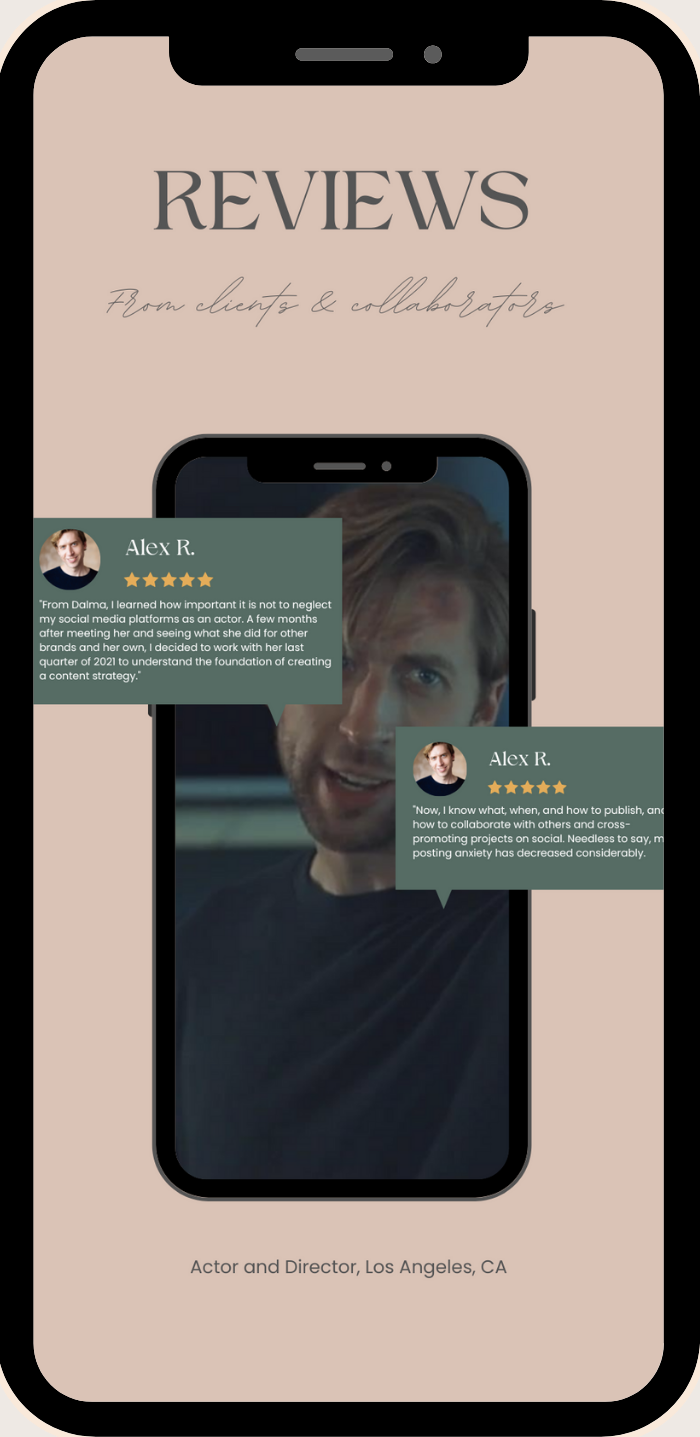 REVIEWS
From clients & collaborators
Alex R.
"From Dalma, I learned how important it is not to neglect
my social media platforms as an actor. A few months
after meeting her and seeing what she did for other
brands and her own, I decided to work with her last
quarter of 2021 to understand the foundation of creating
a content strategy."
Alex R.
"Now, I know what, when, and how to publish, and
how to collaborate with others and cross-
promoting projects on social. Needless to say, m
posting anxiety has decreased considerably.
Actor and Director, Los Angeles, CA